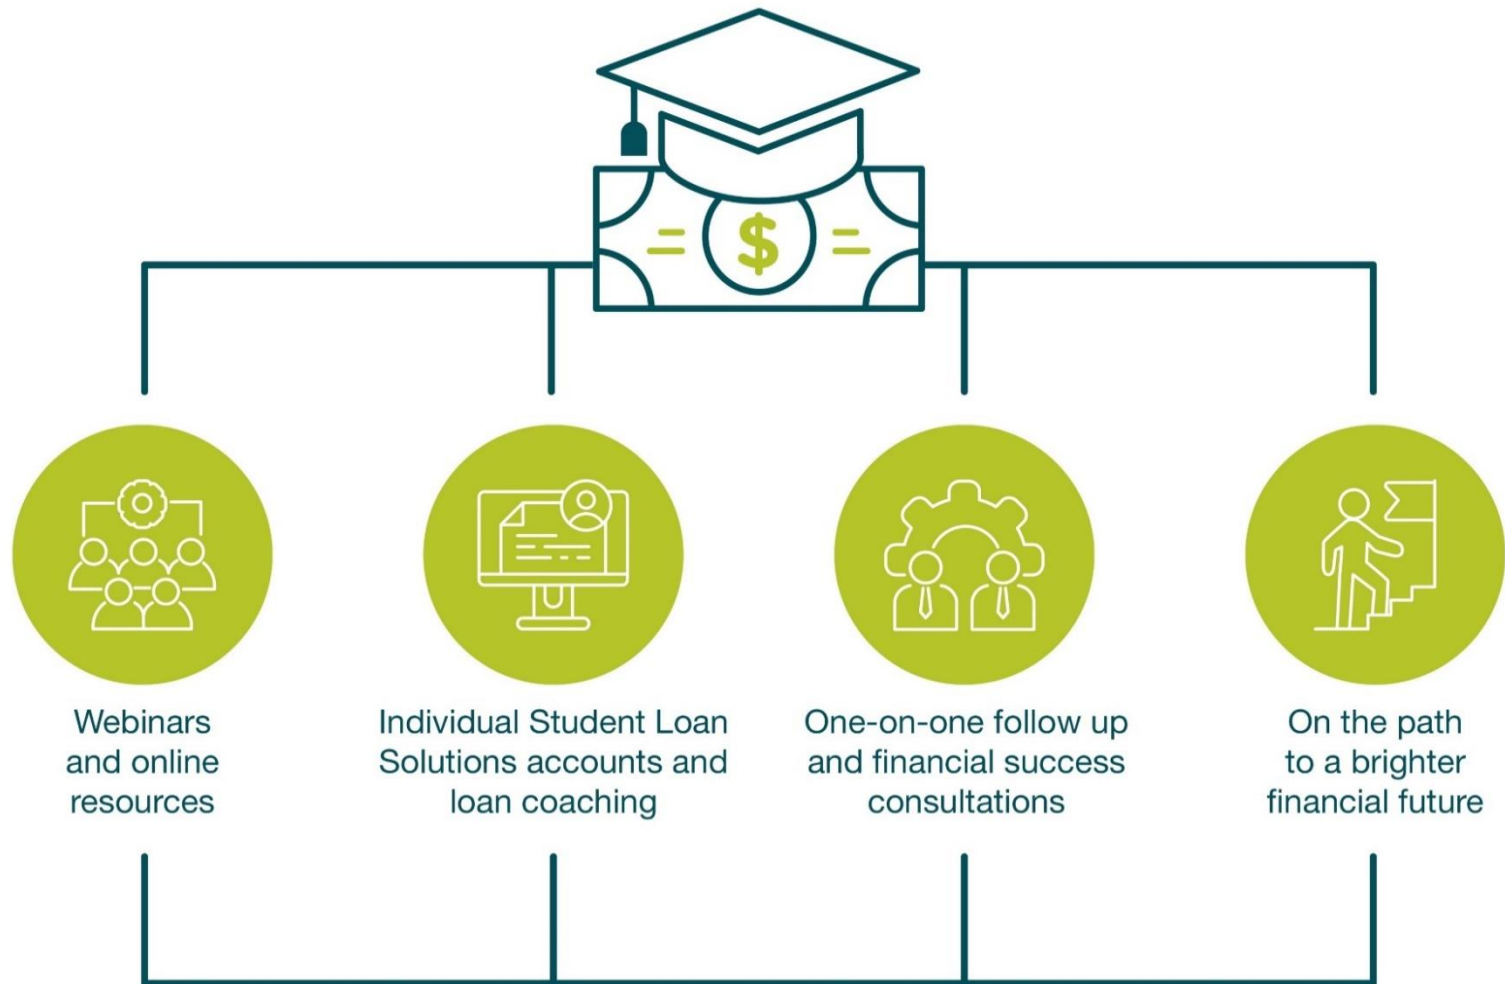 $
Webinars
and online
resources
Individual Student Loan
Solutions accounts and
loan coaching
One-on-one follow up
and financial success
consultations
On the path
to a brighter
financial future